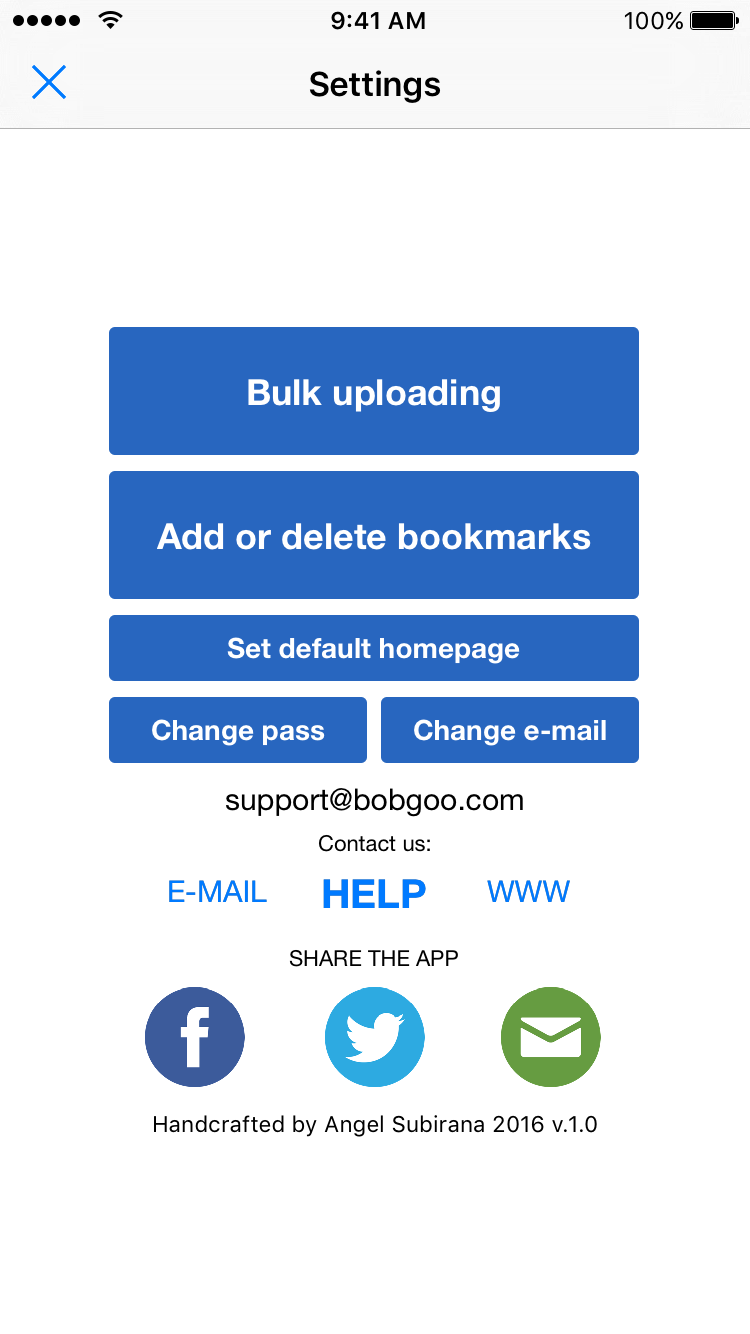 9:41 AM 100%
Settings
Bulk uploading
Add or delete bookmarks
Set default homepage
Change pass Change e-mail
support@bobgoo.com
Contact us:
E-MAIL HELP WWW
SHARE THE APP
Handcrafted by Angel Subirana 2016 v.1.0